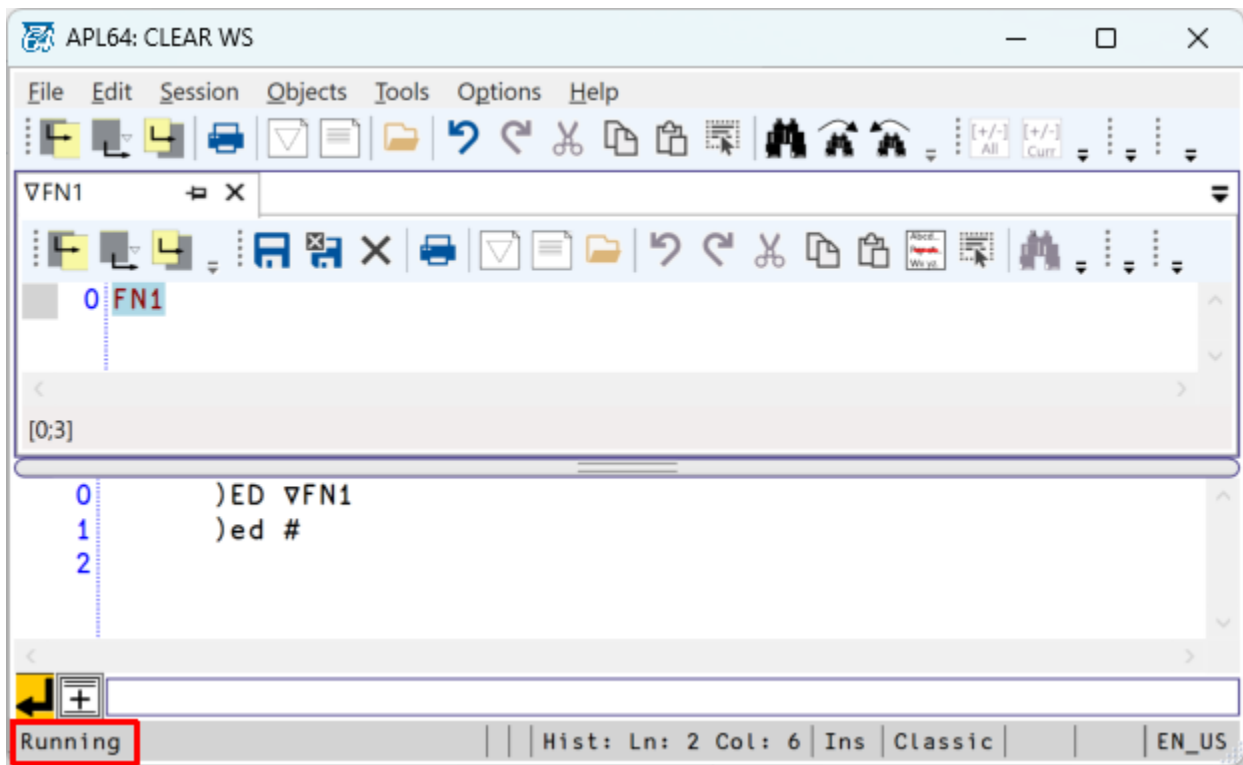 APL64: CLEAR WS
File Edit Session Objects Tools Options Help
[+/-] All [+/-] Curr
∇FN1
Abcd..
0 FN1
[0;3]
0 )ED ∇FN1
1 )ed #
2
Running Hist: Ln: 2 Col: 6 Ins Classic EN_US